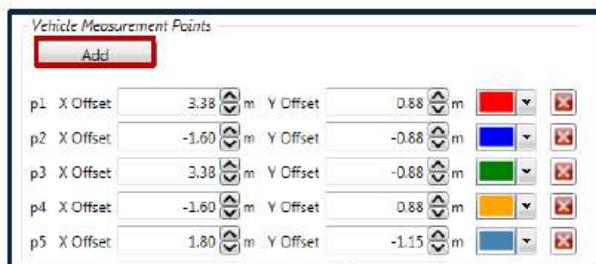 Vehicle Measurement Points
Add
p1 X Offset 3.38 m Y Offset 0.88 m
p2 X Offset -1.60 m Y Offset -0.88 m
p3 X Offset 3.38 m Y Offset -0.88 m
p4 X Offset -1.60 m Y Offset 0.88 m
p5 X Offset 1.80 m Y Offset -1.15 m